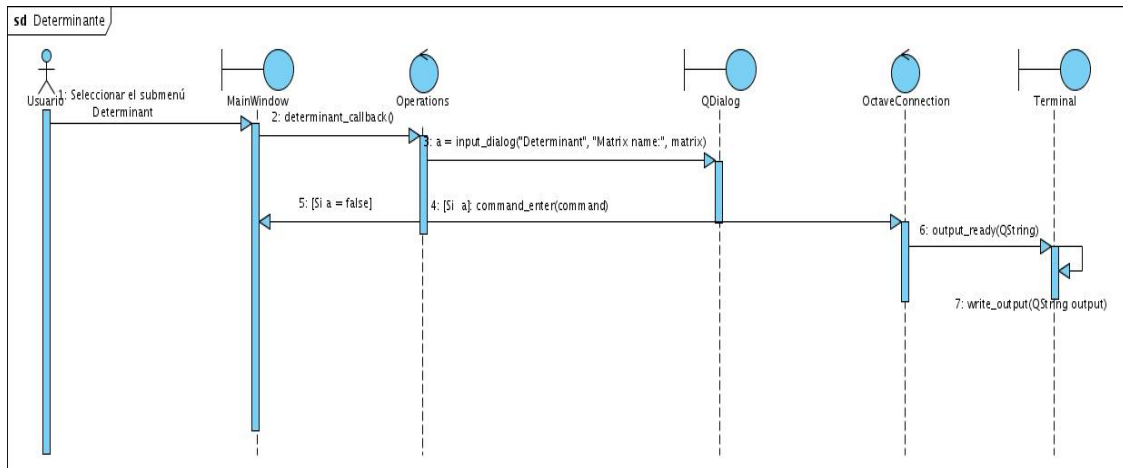 sd Determinante
Usuario
MainWindow
Operations
QDialog
OctaveConnection
Terminal
1: Seleccionar el submenú
Determinant
2: determinant_callback()
3: a = input_dialog("Determinant", "Matrix name:", matrix)
5: [Si a = false]
4: [Si a]: command_enter(command)
6: output_ready(QString)
7: write_output(QString output)